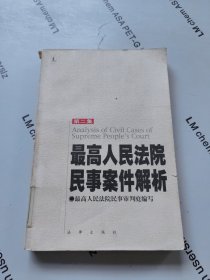 第二集
Analysis of Civil Cases of
Supreme People's Court
最高人民法院
民事案件解析
●最高人民法院民事审判庭编写
法律出版社